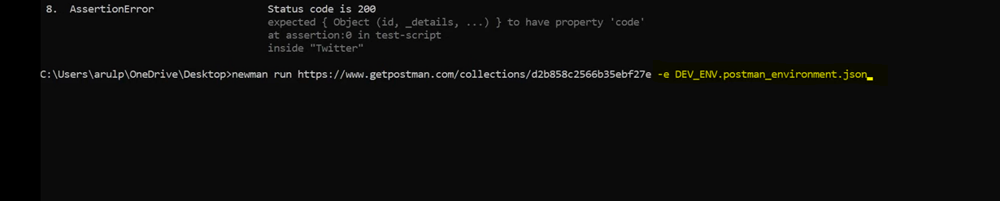 8. AssertionError Status code is 200
expected { Object (id, _details, ...) } to have property 'code'
at assertion:0 in test-script
inside "Twitter"
C:\Users\arulp\OneDrive\Desktop>newman run https://www.getpostman.com/collections/d2b858c2566b35ebf27e -e DEV_ENV.postman_environment.json